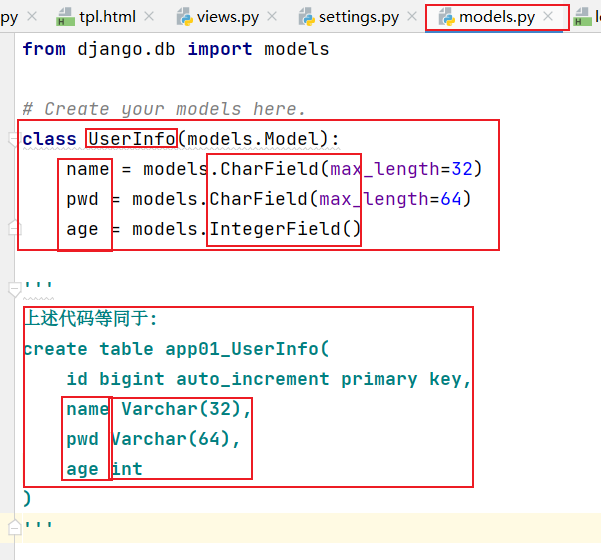 py tpl.html views.py settings.py models.py
from django.db import models
# Create your models here.
class UserInfo(models.Model):
name = models.CharField(max_length=32)
pwd = models.CharField(max_length=64)
age = models.IntegerField()
'''
上述代码等同于:
create table app01_UserInfo(
id bigint auto_increment primary key,
name Varchar(32),
pwd Varchar(64),
age int
)
'''